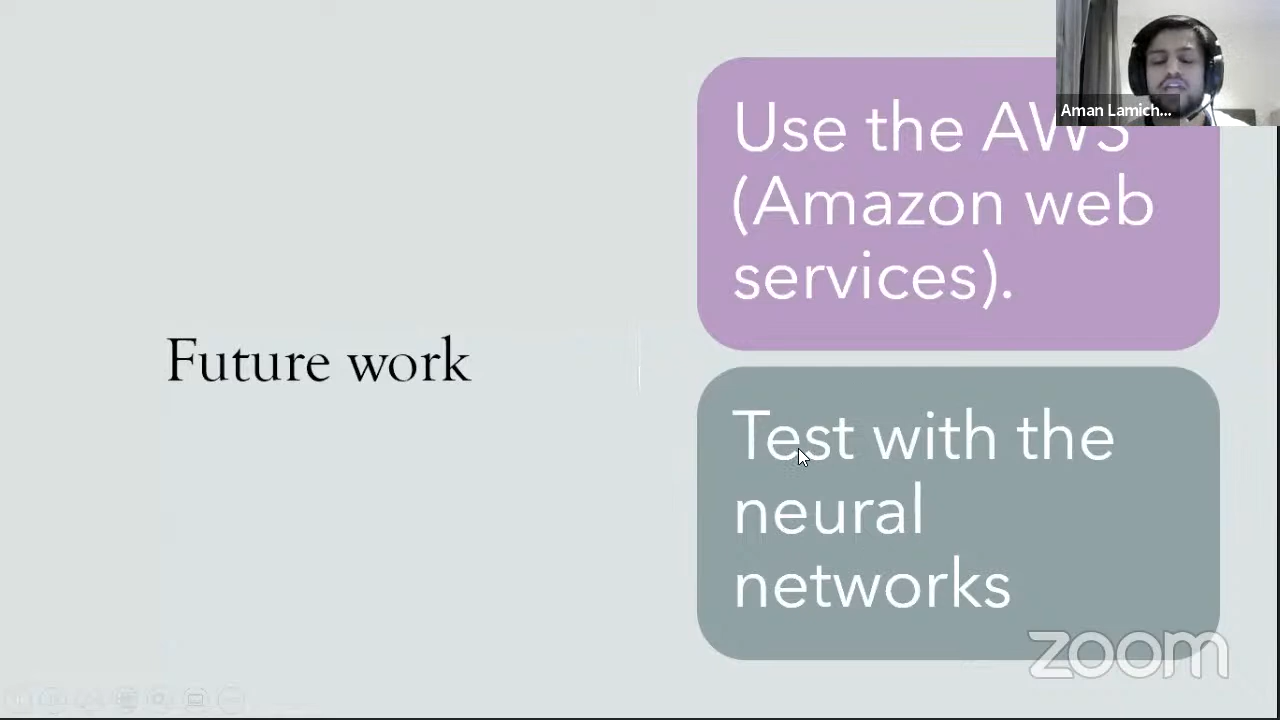 Future work
Use the AWS
(Amazon web
services).
Test with the
neural
networks
Aman Lamich...
zoom